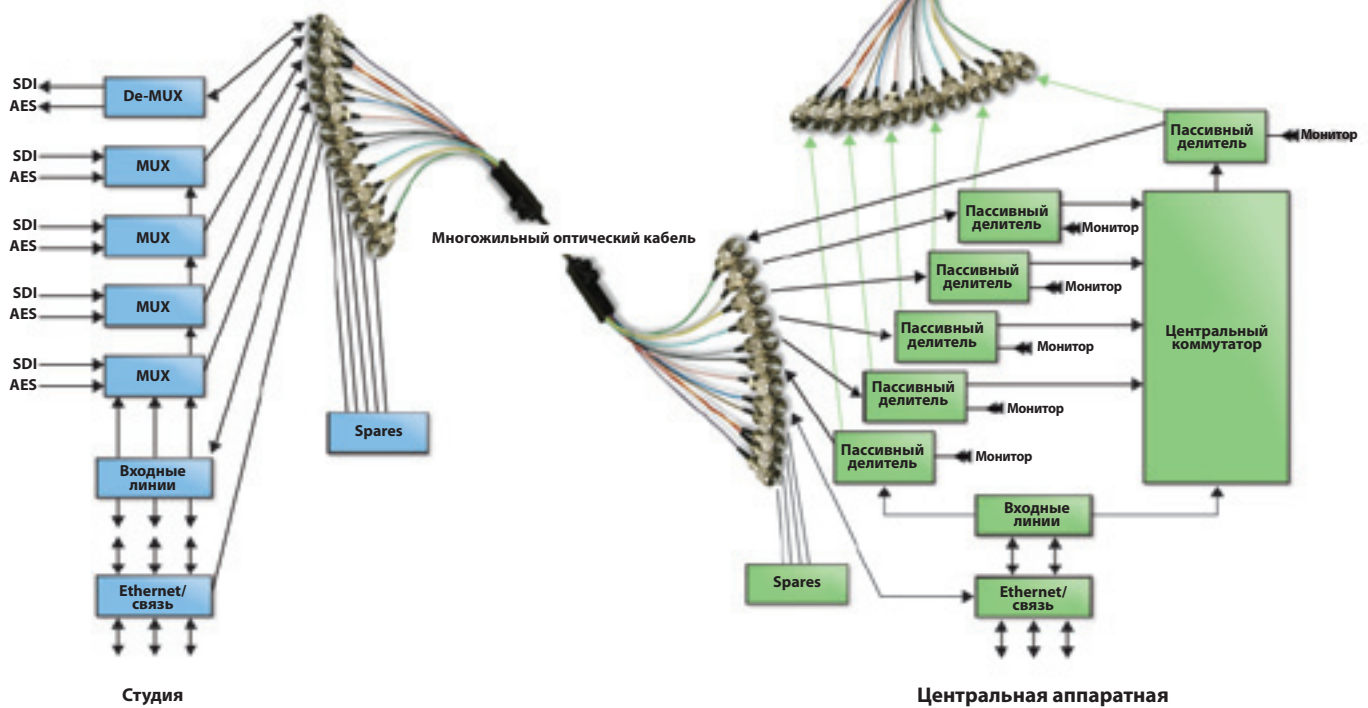 SDI
AES
De-MUX
SDI
AES
MUX
SDI
AES
MUX
SDI
AES
MUX
SDI
AES
MUX
Входные
линии
Ethernet/
связь
Spares
Студия
Многожильный оптический кабель
Пассивный
делитель
Монитор
Пассивный
делитель
Монитор
Пассивный
делитель
Монитор
Пассивный
делитель
Монитор
Пассивный
делитель
Монитор
Пассивный
делитель
Монитор
Центральный
коммутатор
Входные
линии
Ethernet/
связь
Spares
Центральная аппаратная